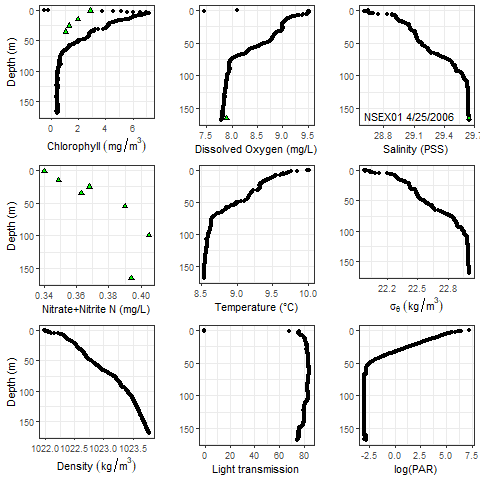 Depth (m)
0
50
100
150
0 2 4 6
Chlorophyll (mg/m³)
0
50
100
150
7.5 8.0 8.5 9.0 9.5
Dissolved Oxygen (mg/L)
0
50
100
150
NSEX01 4/25/2006
28.8 29.1 29.4 29.7
Salinity (PSS)
Depth (m)
0
50
100
150
0.34 0.36 0.38 0.40
Nitrate+Nitrite N (mg/L)
0
50
100
150
8.5 9.0 9.5 10.0
Temperature (°C)
0
50
100
150
22.2 22.5 22.8
σθ (kg/m³)
Depth (m)
0
50
100
150
1022.0 1022.5 1023.0 1023.5
Density (kg/m³)
0
50
100
150
0 20 40 60 80
Light transmission
0
50
100
150
-2.5 0.0 2.5 5.0 7.5
log(PAR)